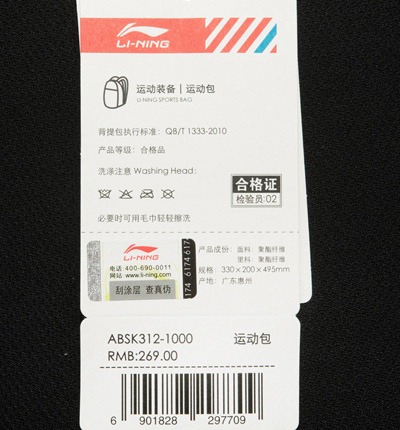 LI-NING
运动装备 | 运动包
LI-NING SPORTS BAG
背提包执行标准: QB/T 1333-2010
产品等级: 合格品
洗涤注意 Washing Head:
合格证
检验员:02
必要时可用毛巾轻轻擦洗
LI-NING
电话:400-690-0011
网址:www.li-ning.com
刮涂层 查真伪
174 6174 617
产品成份: 面料: 聚酯纤维
里料: 聚酯纤维
规格: 330×200×495mm
产地: 广东惠州
ABSK312-1000 运动包
RMB:269.00
6 901828 297709